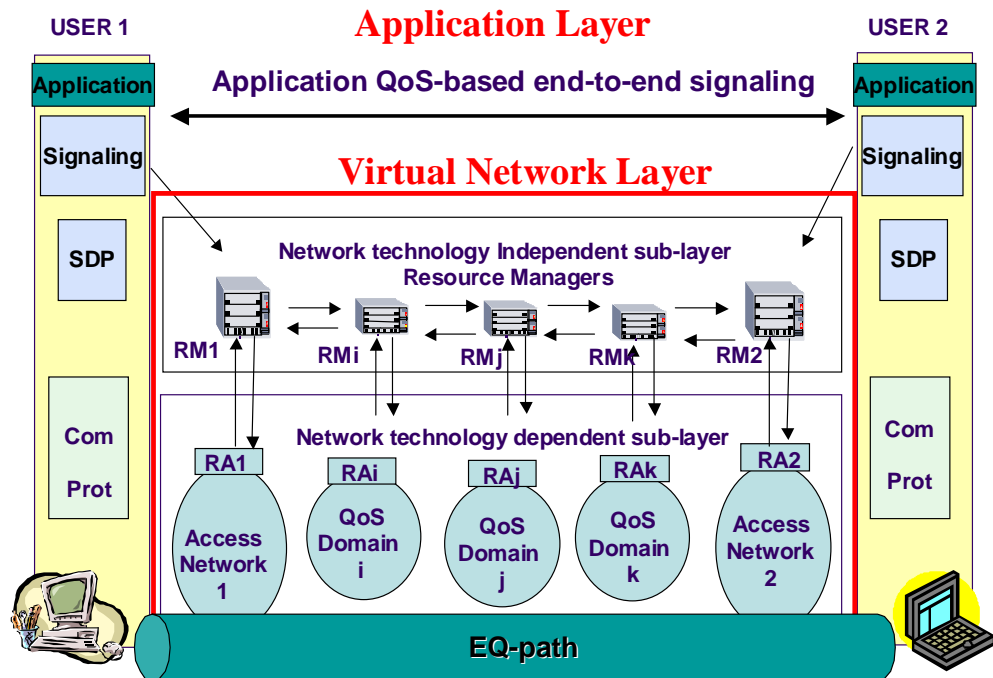 USER 1
Application Layer
USER 2
Application
Application QoS-based end-to-end signaling
Application
Signaling
Signaling
Virtual Network Layer
SDP
SDP
Network technology Independent sub-layer
Resource Managers
RM1
RMi
RMj
RMk
RM2
Com
Prot
Com
Prot
Network technology dependent sub-layer
RA1
RAi
RAj
RAk
RA2
Access
Network
1
QoS
Domain
i
QoS
Domain
j
QoS
Domain
k
Access
Network
2
EQ-path